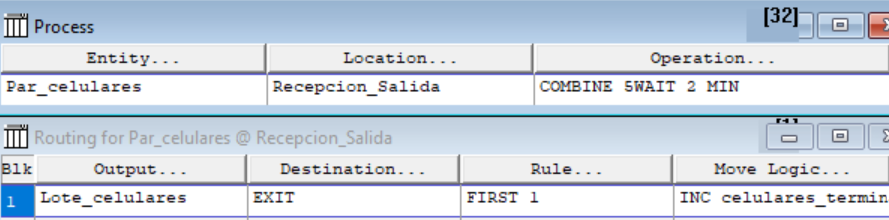 Process
[32]
Entity... Location... Operation...
Par_celulares Recepcion_Salida COMBINE 5WAIT 2 MIN
Routing for Par_celulares @ Recepcion_Salida
Blk Output... Destination... Rule... Move Logic...
1 Lote_celulares EXIT FIRST 1 INC celulares_termin